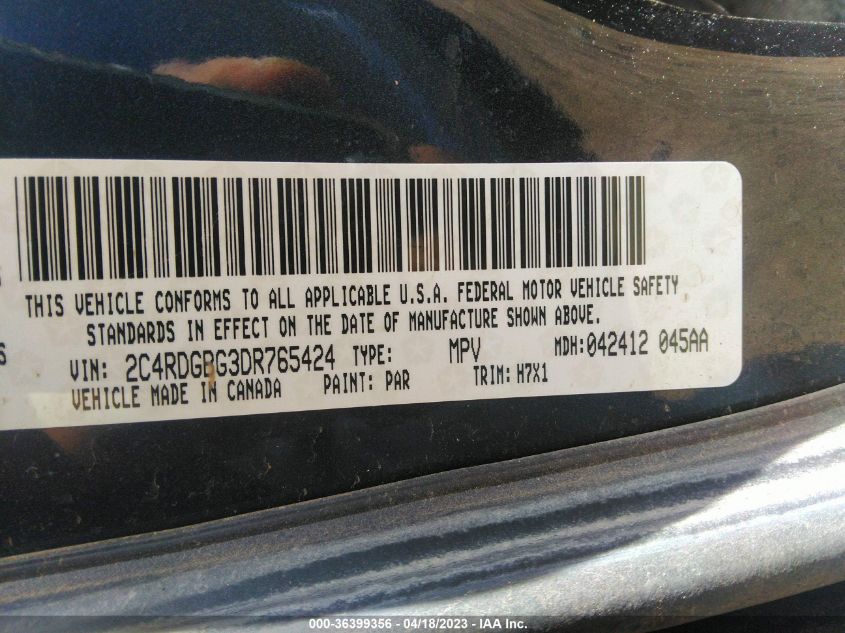 THIS VEHICLE CONFORMS TO ALL APPLICABLE U.S.A. FEDERAL MOTOR VEHICLE SAFETY
STANDARDS IN EFFECT ON THE DATE OF MANUFACTURE SHOWN ABOVE.
VIN: 2C4RDGBG3DR765424 TYPE: MPV MDH:042412 045AA
VEHICLE MADE IN CANADA PAINT: PAR TRIM: H7X1
000-36399356 - 04/18/2023 - IAA Inc.